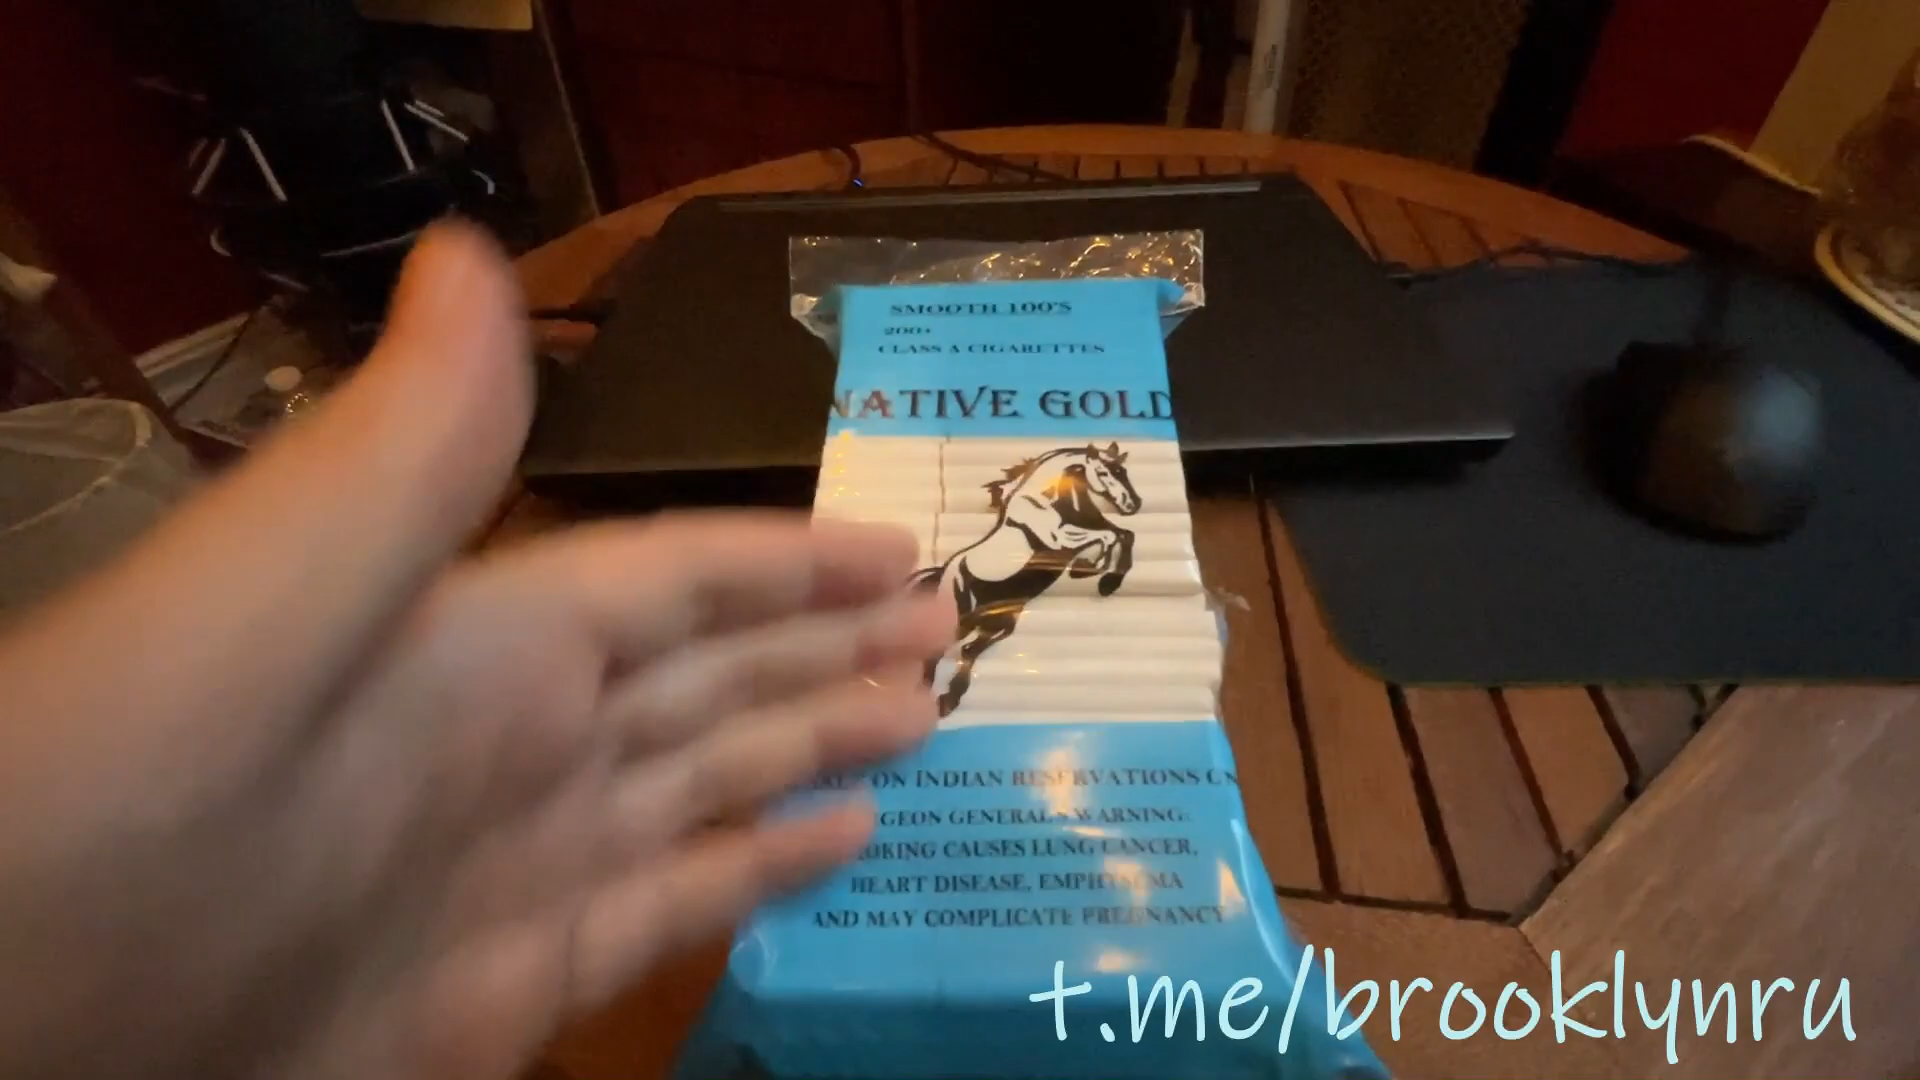 SMOOTH 100'S
200+
CLASS A CIGARETTES
NATIVE GOLD
ON INDIAN RESERVATIONS
GENERAL'S WARNING:
CAUSES LUNG CANCER,
HEART DISEASE, EMPHYSEMA
AND MAY COMPLICATE PREGNANCY
t.me/brooklynru